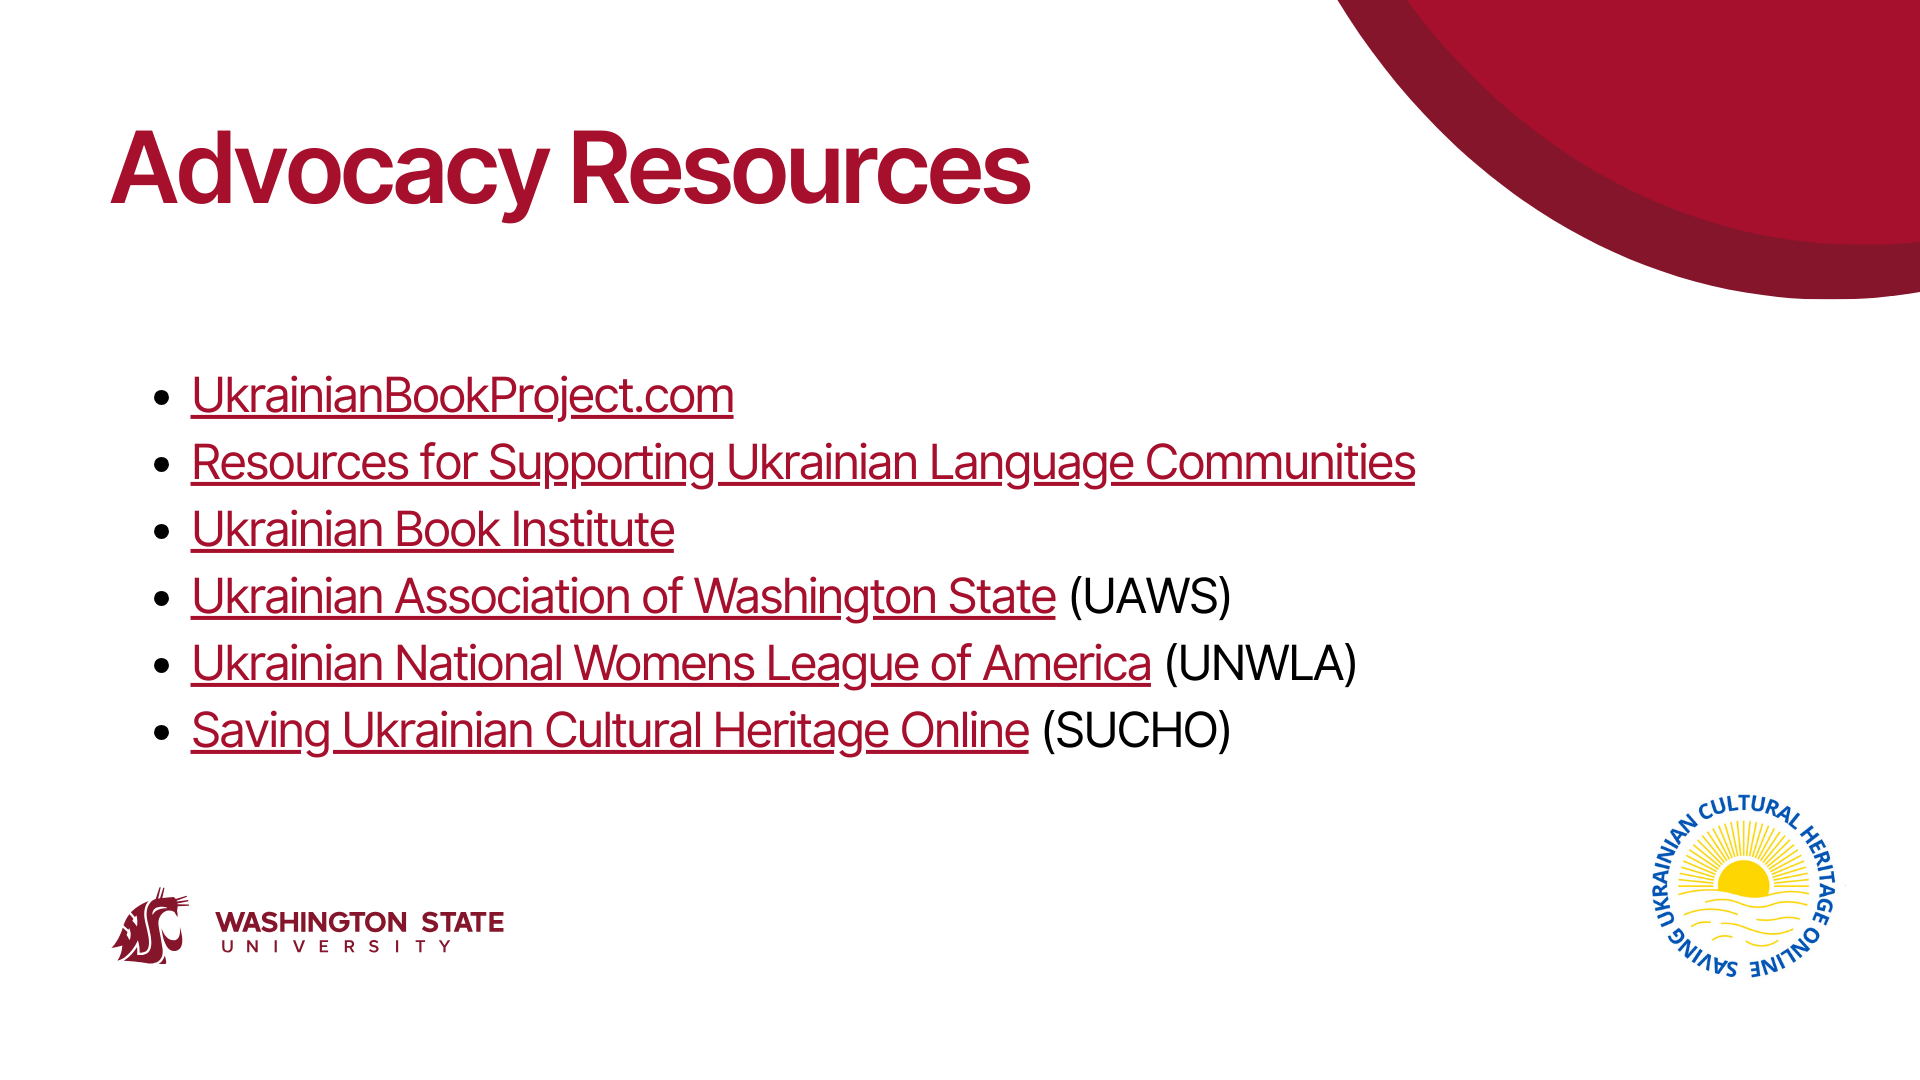 Advocacy Resources
• UkrainianBookProject.com
• Resources for Supporting Ukrainian Language Communities
• Ukrainian Book Institute
• Ukrainian Association of Washington State (UAWS)
• Ukrainian National Womens League of America (UNWLA)
• Saving Ukrainian Cultural Heritage Online (SUCHO)
WASHINGTON STATE
UNIVERSITY
SAVING UKRAINIAN CULTURAL HERITAGE ONLINE